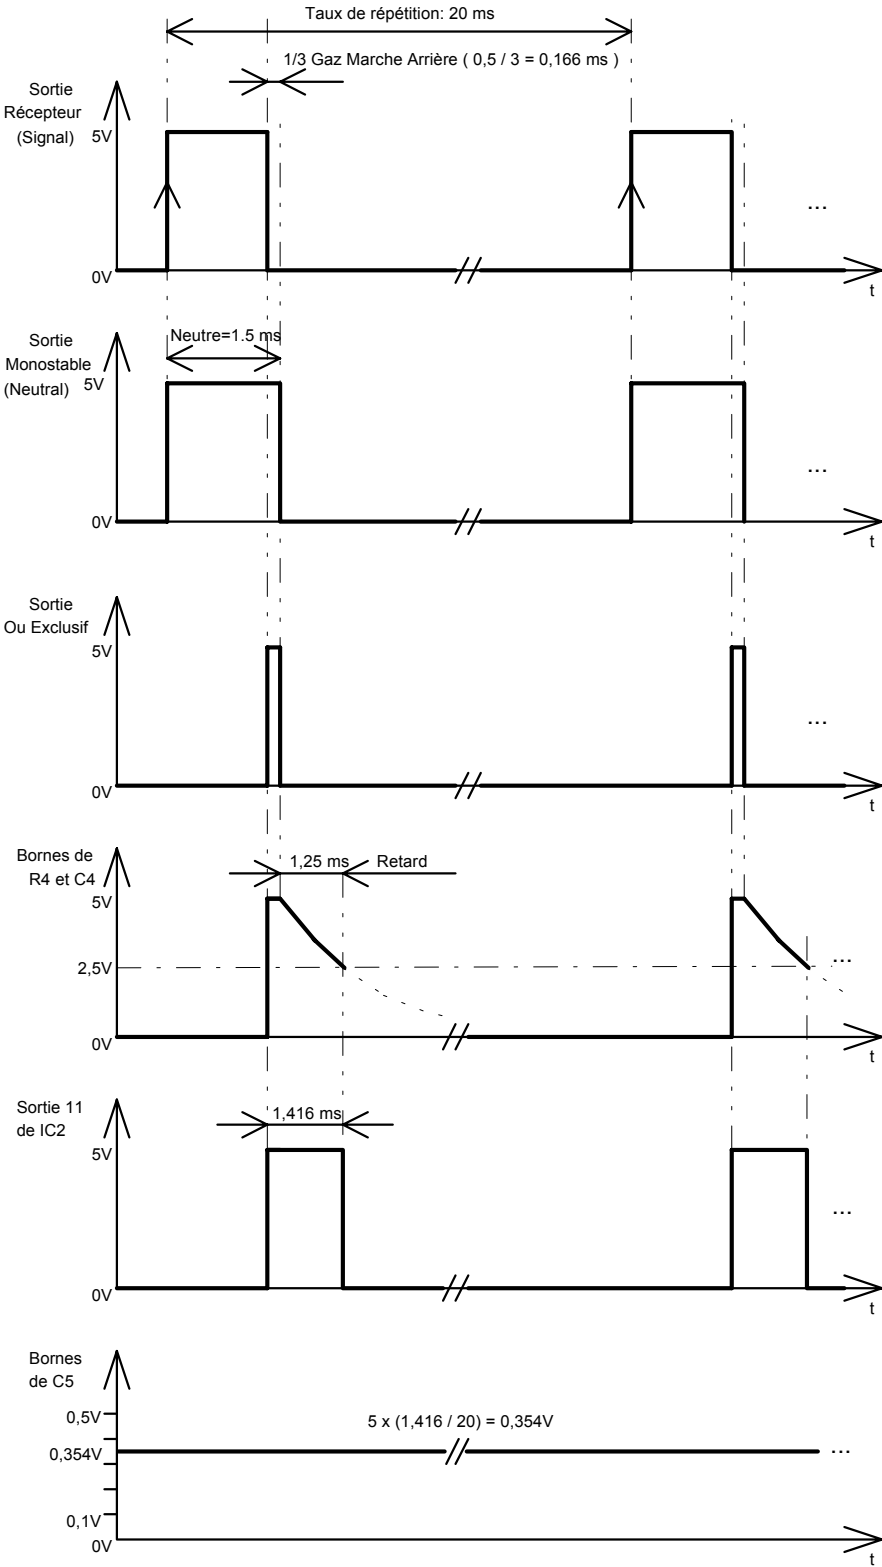 Taux de répétition: 20 ms
1/3 Gaz Marche Arrière ( 0,5 / 3 = 0,166 ms )
Sortie
Récepteur
(Signal)
5V
...
0V
t
Sortie
Monostable
(Neutral)
Neutre=1.5 ms
5V
...
0V
t
Sortie
Ou Exclusif
5V
...
0V
t
Bornes de
R4 et C4
1,25 ms
Retard
5V
2,5V
...
0V
t
Sortie 11
de IC2
1,416 ms
5V
...
0V
t
Bornes
de C5
0,5V
5 x (1,416 / 20) = 0,354V
0,354V
...
0,1V
0V
t